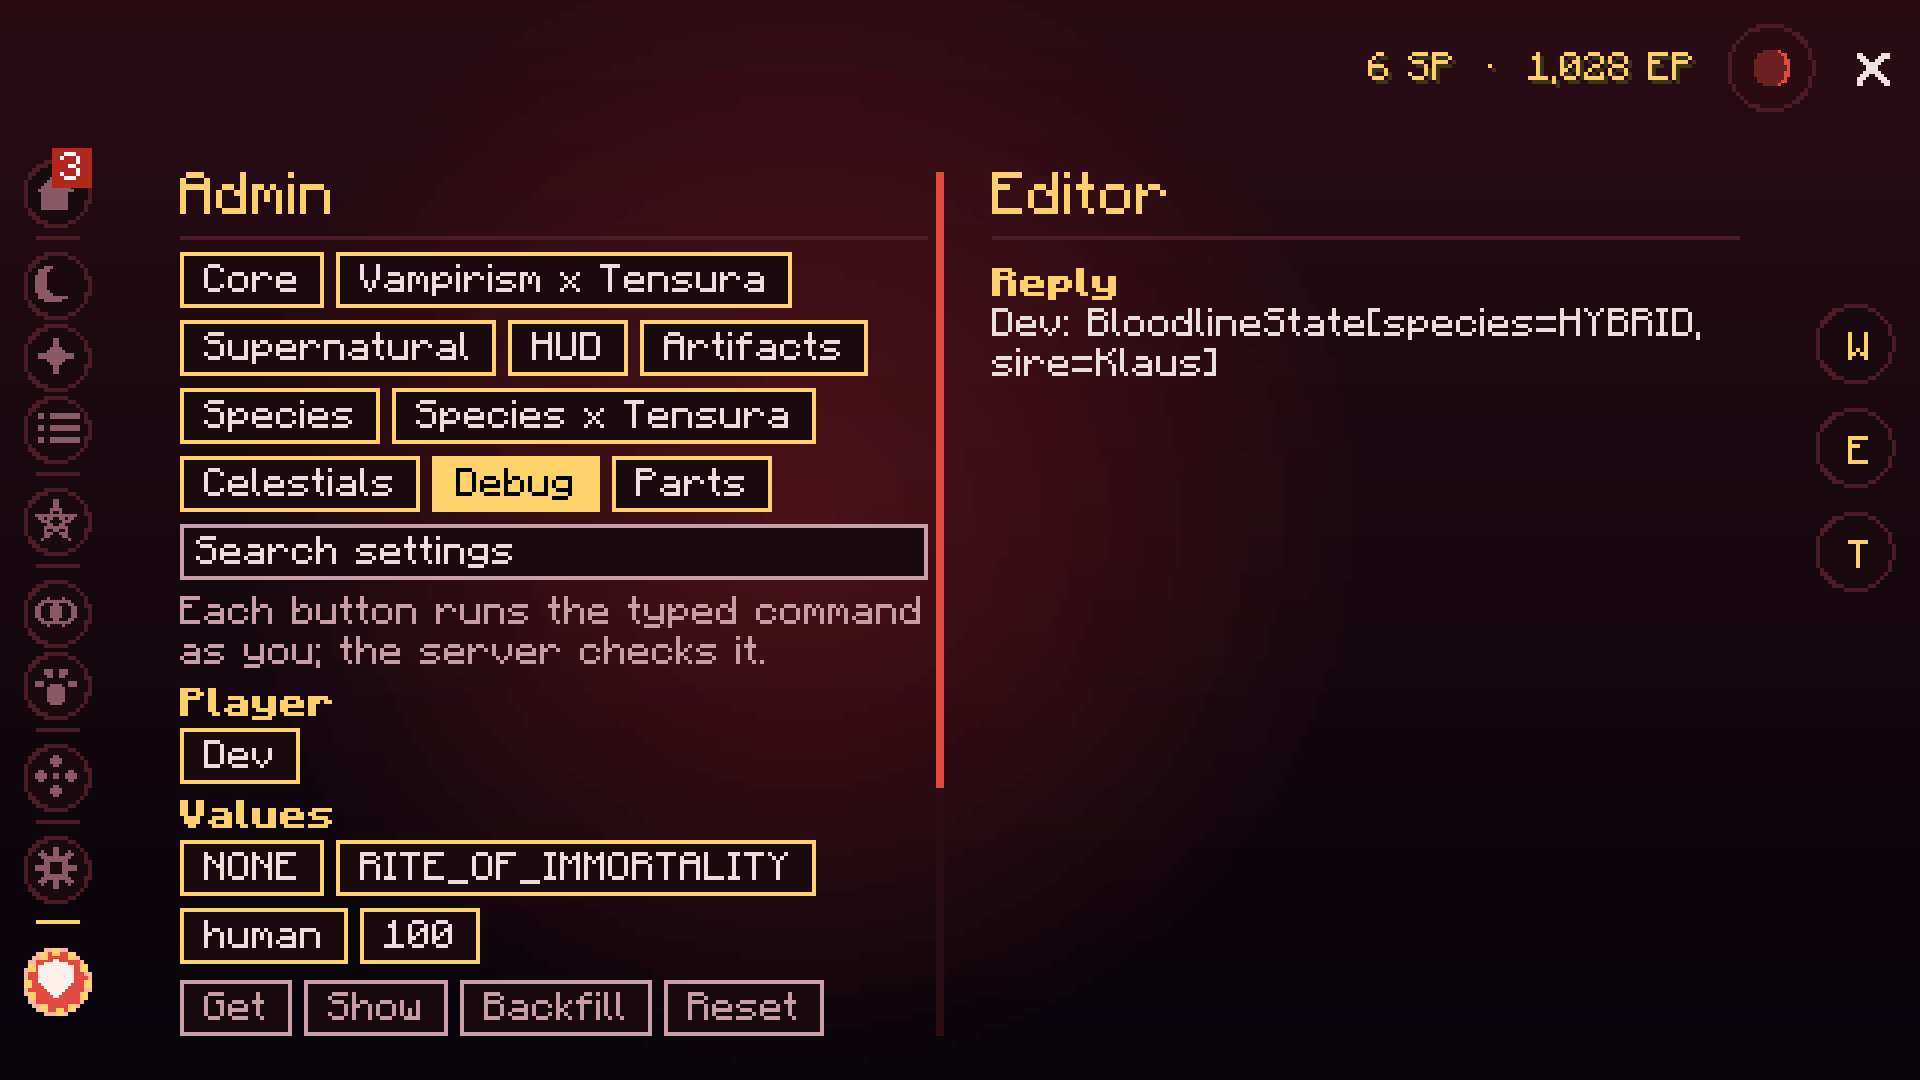 6 SP · 1,028 EP
3
Admin
Core Vampirism x Tensura
Supernatural HUD Artifacts
Species Species x Tensura
Celestials Debug Parts
Search settings
Each button runs the typed command
as you; the server checks it.
Player
Dev
Values
NONE RITE_OF_IMMORTALITY
human 100
Get Show Backfill Reset
Editor
Reply
Dev: BloodlineState[species=HYBRID,
sire=Klaus]
W
E
T